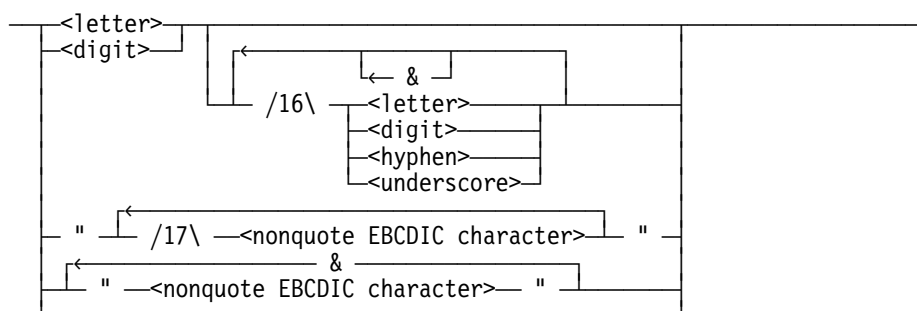 <letter>
<digit>
&
/16\ <letter>
<digit>
<hyphen>
<underscore>
" /17\ <nonquote EBCDIC character> "
&
" <nonquote EBCDIC character> "